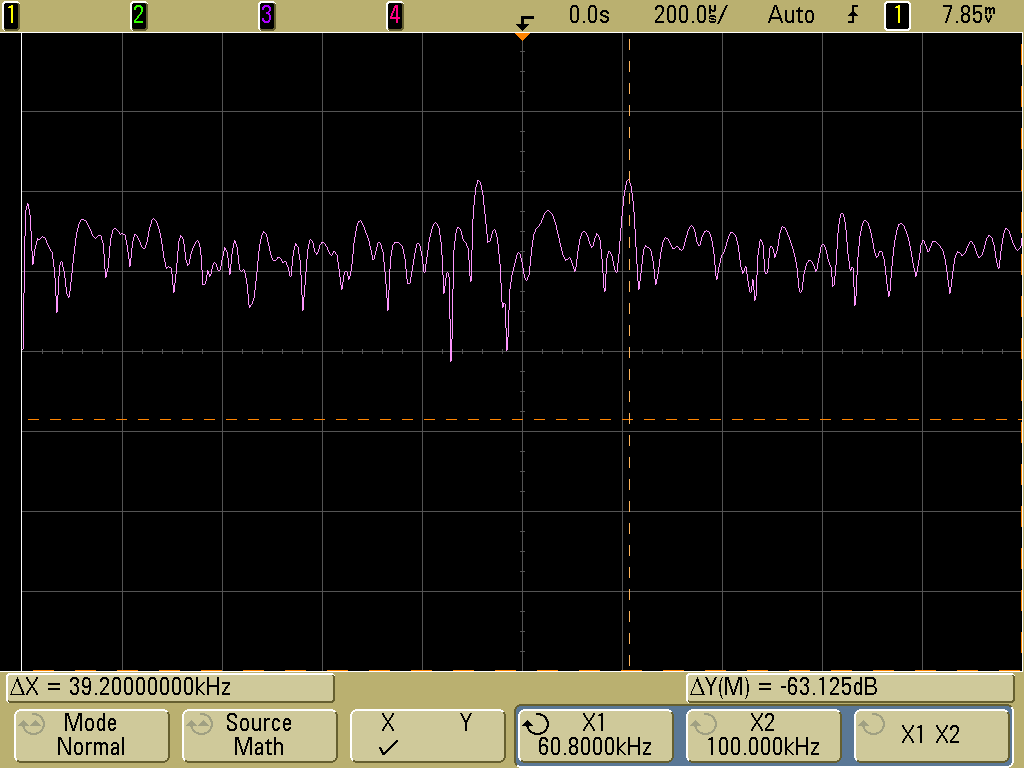 1 2 3 4 0.0s 200.0µs/ Auto 1 7.85mV
ΔX = 39.20000000kHz ΔY(M) = -63.125dB
Mode Source X Y X1 X2 X1 X2
Normal Math ✓ 60.8000kHz 100.000kHz